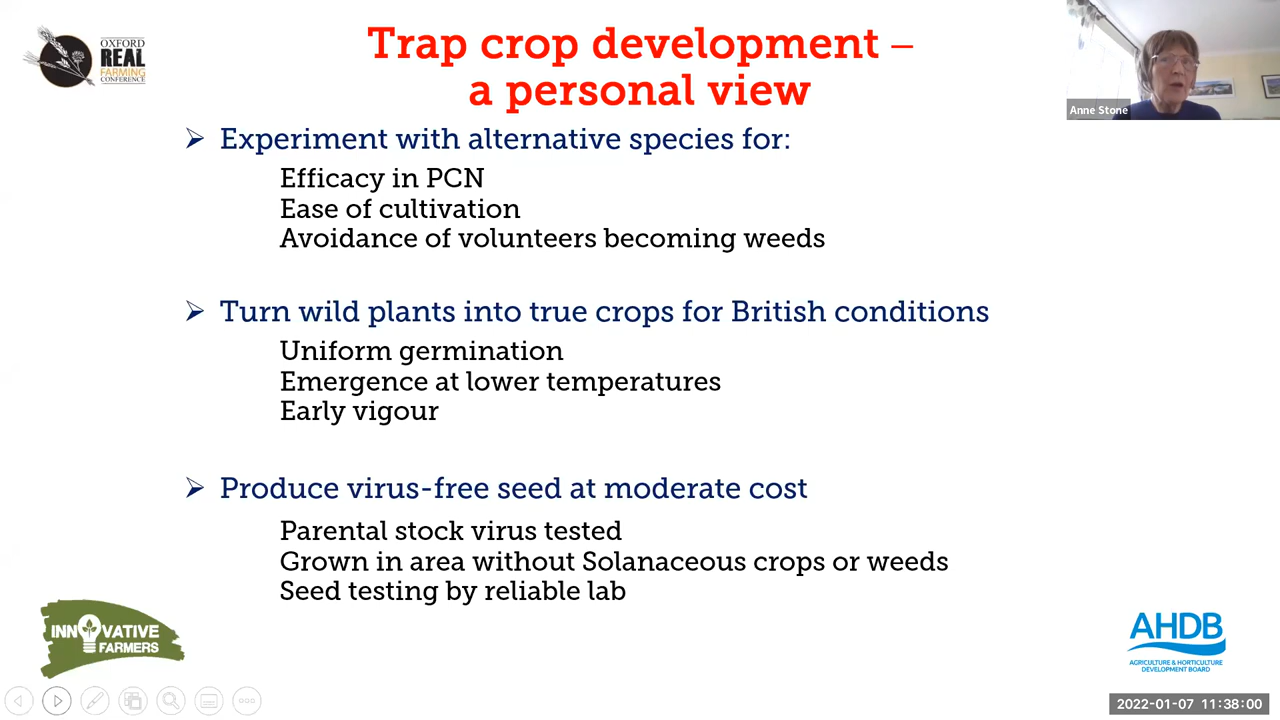 OXFORD
REAL
FARMING
CONFERENCE
Trap crop development –
a personal view
Anne Stone
➢ Experiment with alternative species for:
Efficacy in PCN
Ease of cultivation
Avoidance of volunteers becoming weeds
➢ Turn wild plants into true crops for British conditions
Uniform germination
Emergence at lower temperatures
Early vigour
➢ Produce virus-free seed at moderate cost
Parental stock virus tested
Grown in area without Solanaceous crops or weeds
Seed testing by reliable lab
INNOVATIVE
FARMERS
AHDB
AGRICULTURE & HORTICULTURE
DEVELOPMENT BOARD
2022-01-07 11:38:00